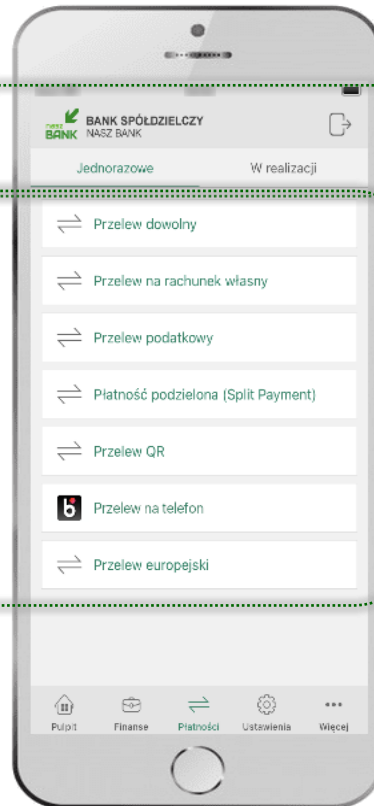 nasz BANK BANK SPÓŁDZIELCZY
NASZ BANK
Jednorazowe W realizacji
Przelew dowolny
Przelew na rachunek własny
Przelew podatkowy
Płatność podzielona (Split Payment)
Przelew QR
Przelew na telefon
Przelew europejski
Pulpit Finanse Płatności Ustawienia Więcej